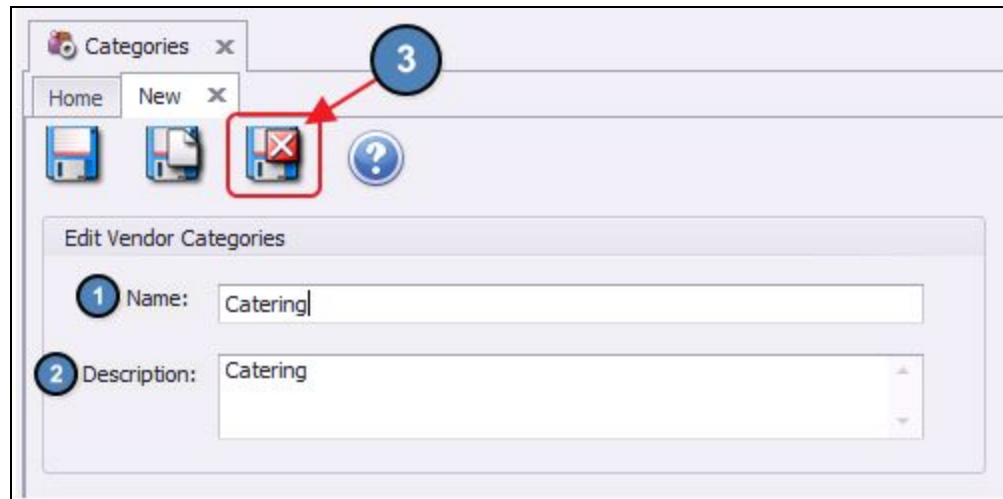 Categories
3
Home New
?
Edit Vendor Categories
1 Name: Catering
2 Description: Catering